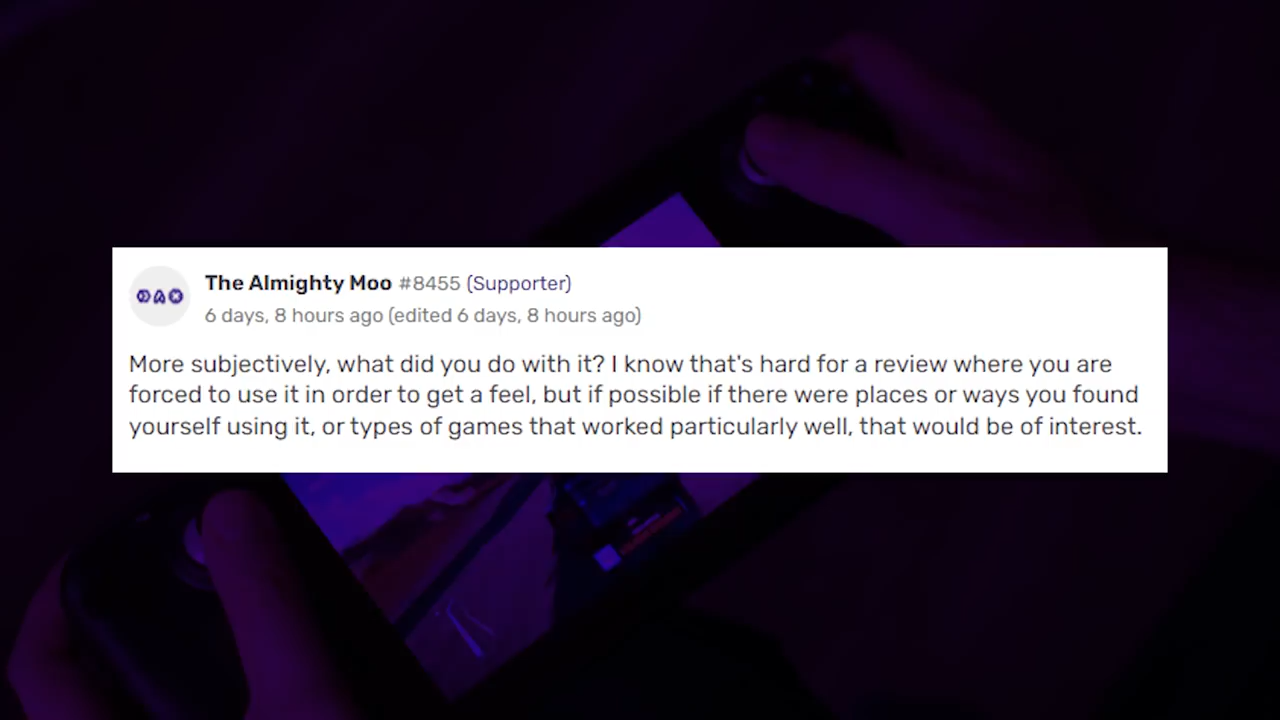 The Almighty Moo #8455 (Supporter)
6 days, 8 hours ago (edited 6 days, 8 hours ago)
More subjectively, what did you do with it? I know that's hard for a review where you are
forced to use it in order to get a feel, but if possible if there were places or ways you found
yourself using it, or types of games that worked particularly well, that would be of interest.